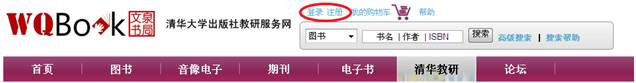 WQBook 文泉书局 清华大学出版社教研服务网
登录 注册 我的购物车 帮助
图书 书名 | 作者 | ISBN 搜索 高级搜索 | 搜索帮助
首页 图书 音像电子 期刊 电子书 清华教研 论坛